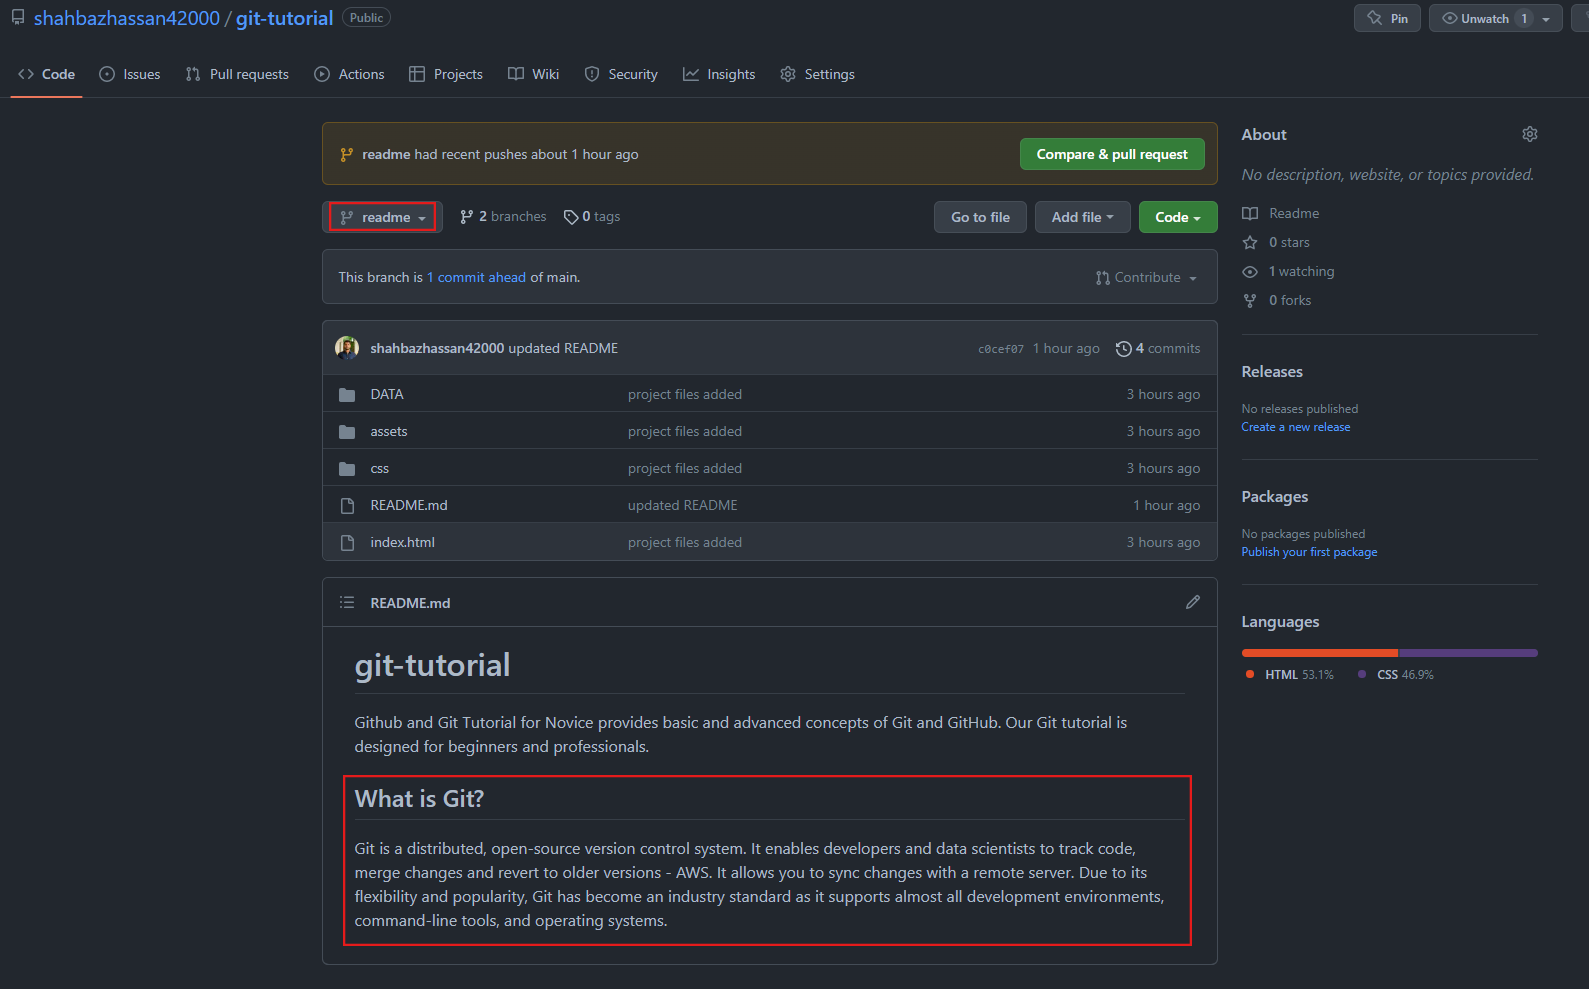 shahbazhassan42000 / git-tutorial Public
Pin
Unwatch 1
Code Issues Pull requests Actions Projects Wiki Security Insights Settings
readme had recent pushes about 1 hour ago
Compare & pull request
readme 2 branches 0 tags
Go to file Add file Code
This branch is 1 commit ahead of main.
Contribute
shahbazhassan42000 updated README c0cef07 1 hour ago 4 commits
DATA project files added 3 hours ago
assets project files added 3 hours ago
css project files added 3 hours ago
README.md updated README 1 hour ago
index.html project files added 3 hours ago
README.md
git-tutorial
Github and Git Tutorial for Novice provides basic and advanced concepts of Git and GitHub. Our Git tutorial is
designed for beginners and professionals.
What is Git?
Git is a distributed, open-source version control system. It enables developers and data scientists to track code,
merge changes and revert to older versions - AWS. It allows you to sync changes with a remote server. Due to its
flexibility and popularity, Git has become an industry standard as it supports almost all development environments,
command-line tools, and operating systems.
About
No description, website, or topics provided.
Readme
0 stars
1 watching
0 forks
Releases
No releases published
Create a new release
Packages
No packages published
Publish your first package
Languages
HTML 53.1% CSS 46.9%